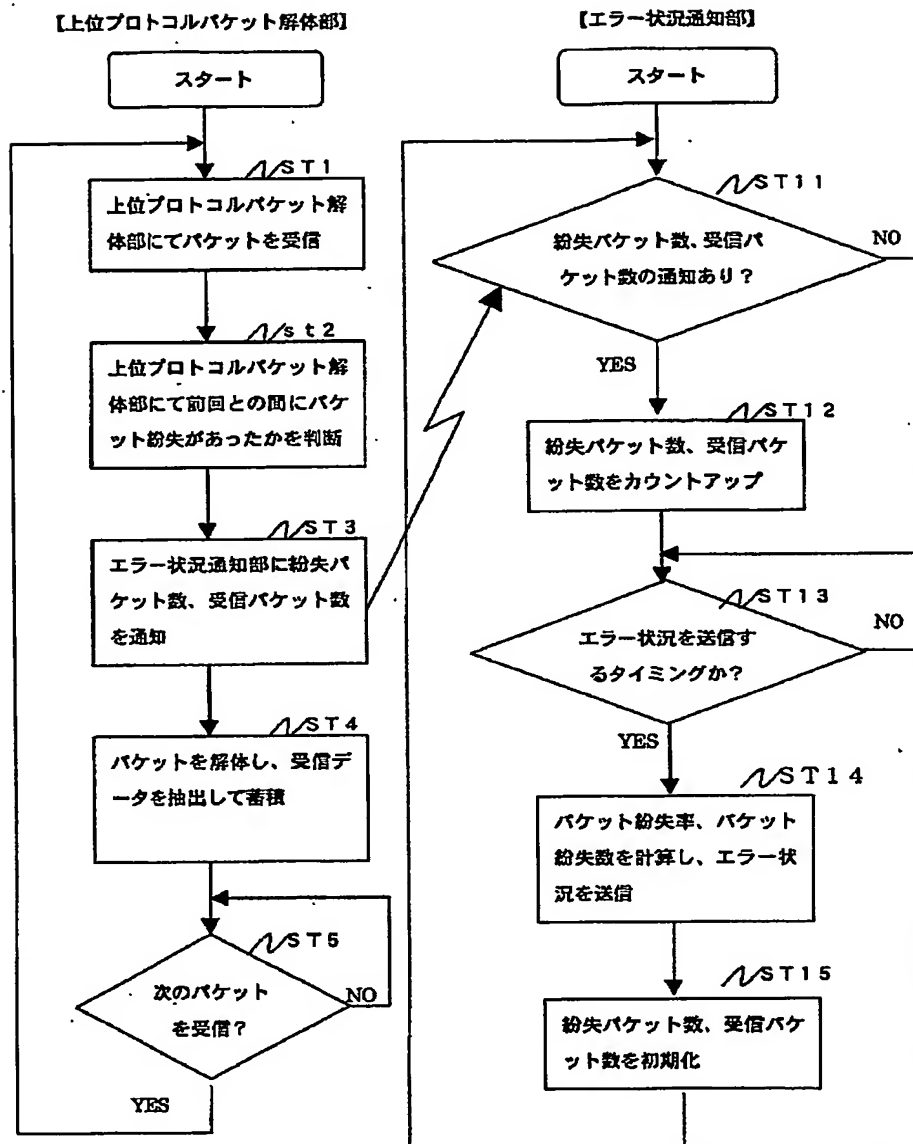 【上位プロトコルパケット解体部】
スタート
ST1
上位プロトコルパケット解
体部にてパケットを受信
st2
上位プロトコルパケット解
体部にて前回との間にパケ
ット紛失があったかを判断
ST3
エラー状況通知部に紛失パ
ケット数、受信パケット数
を通知
ST4
パケットを解体し、受信デ
ータを抽出して蓄積
ST5
次のパケット
を受信?
NO
YES
【エラー状況通知部】
スタート
ST11
紛失パケット数、受信パ
ケット数の通知あり?
NO
YES
ST12
紛失パケット数、受信パケ
ット数をカウントアップ
ST13
エラー状況を送信す
るタイミングか?
NO
YES
ST14
パケット紛失率、パケット
紛失数を計算し、エラー状
況を送信
ST15
紛失パケット数、受信パケ
ット数を初期化